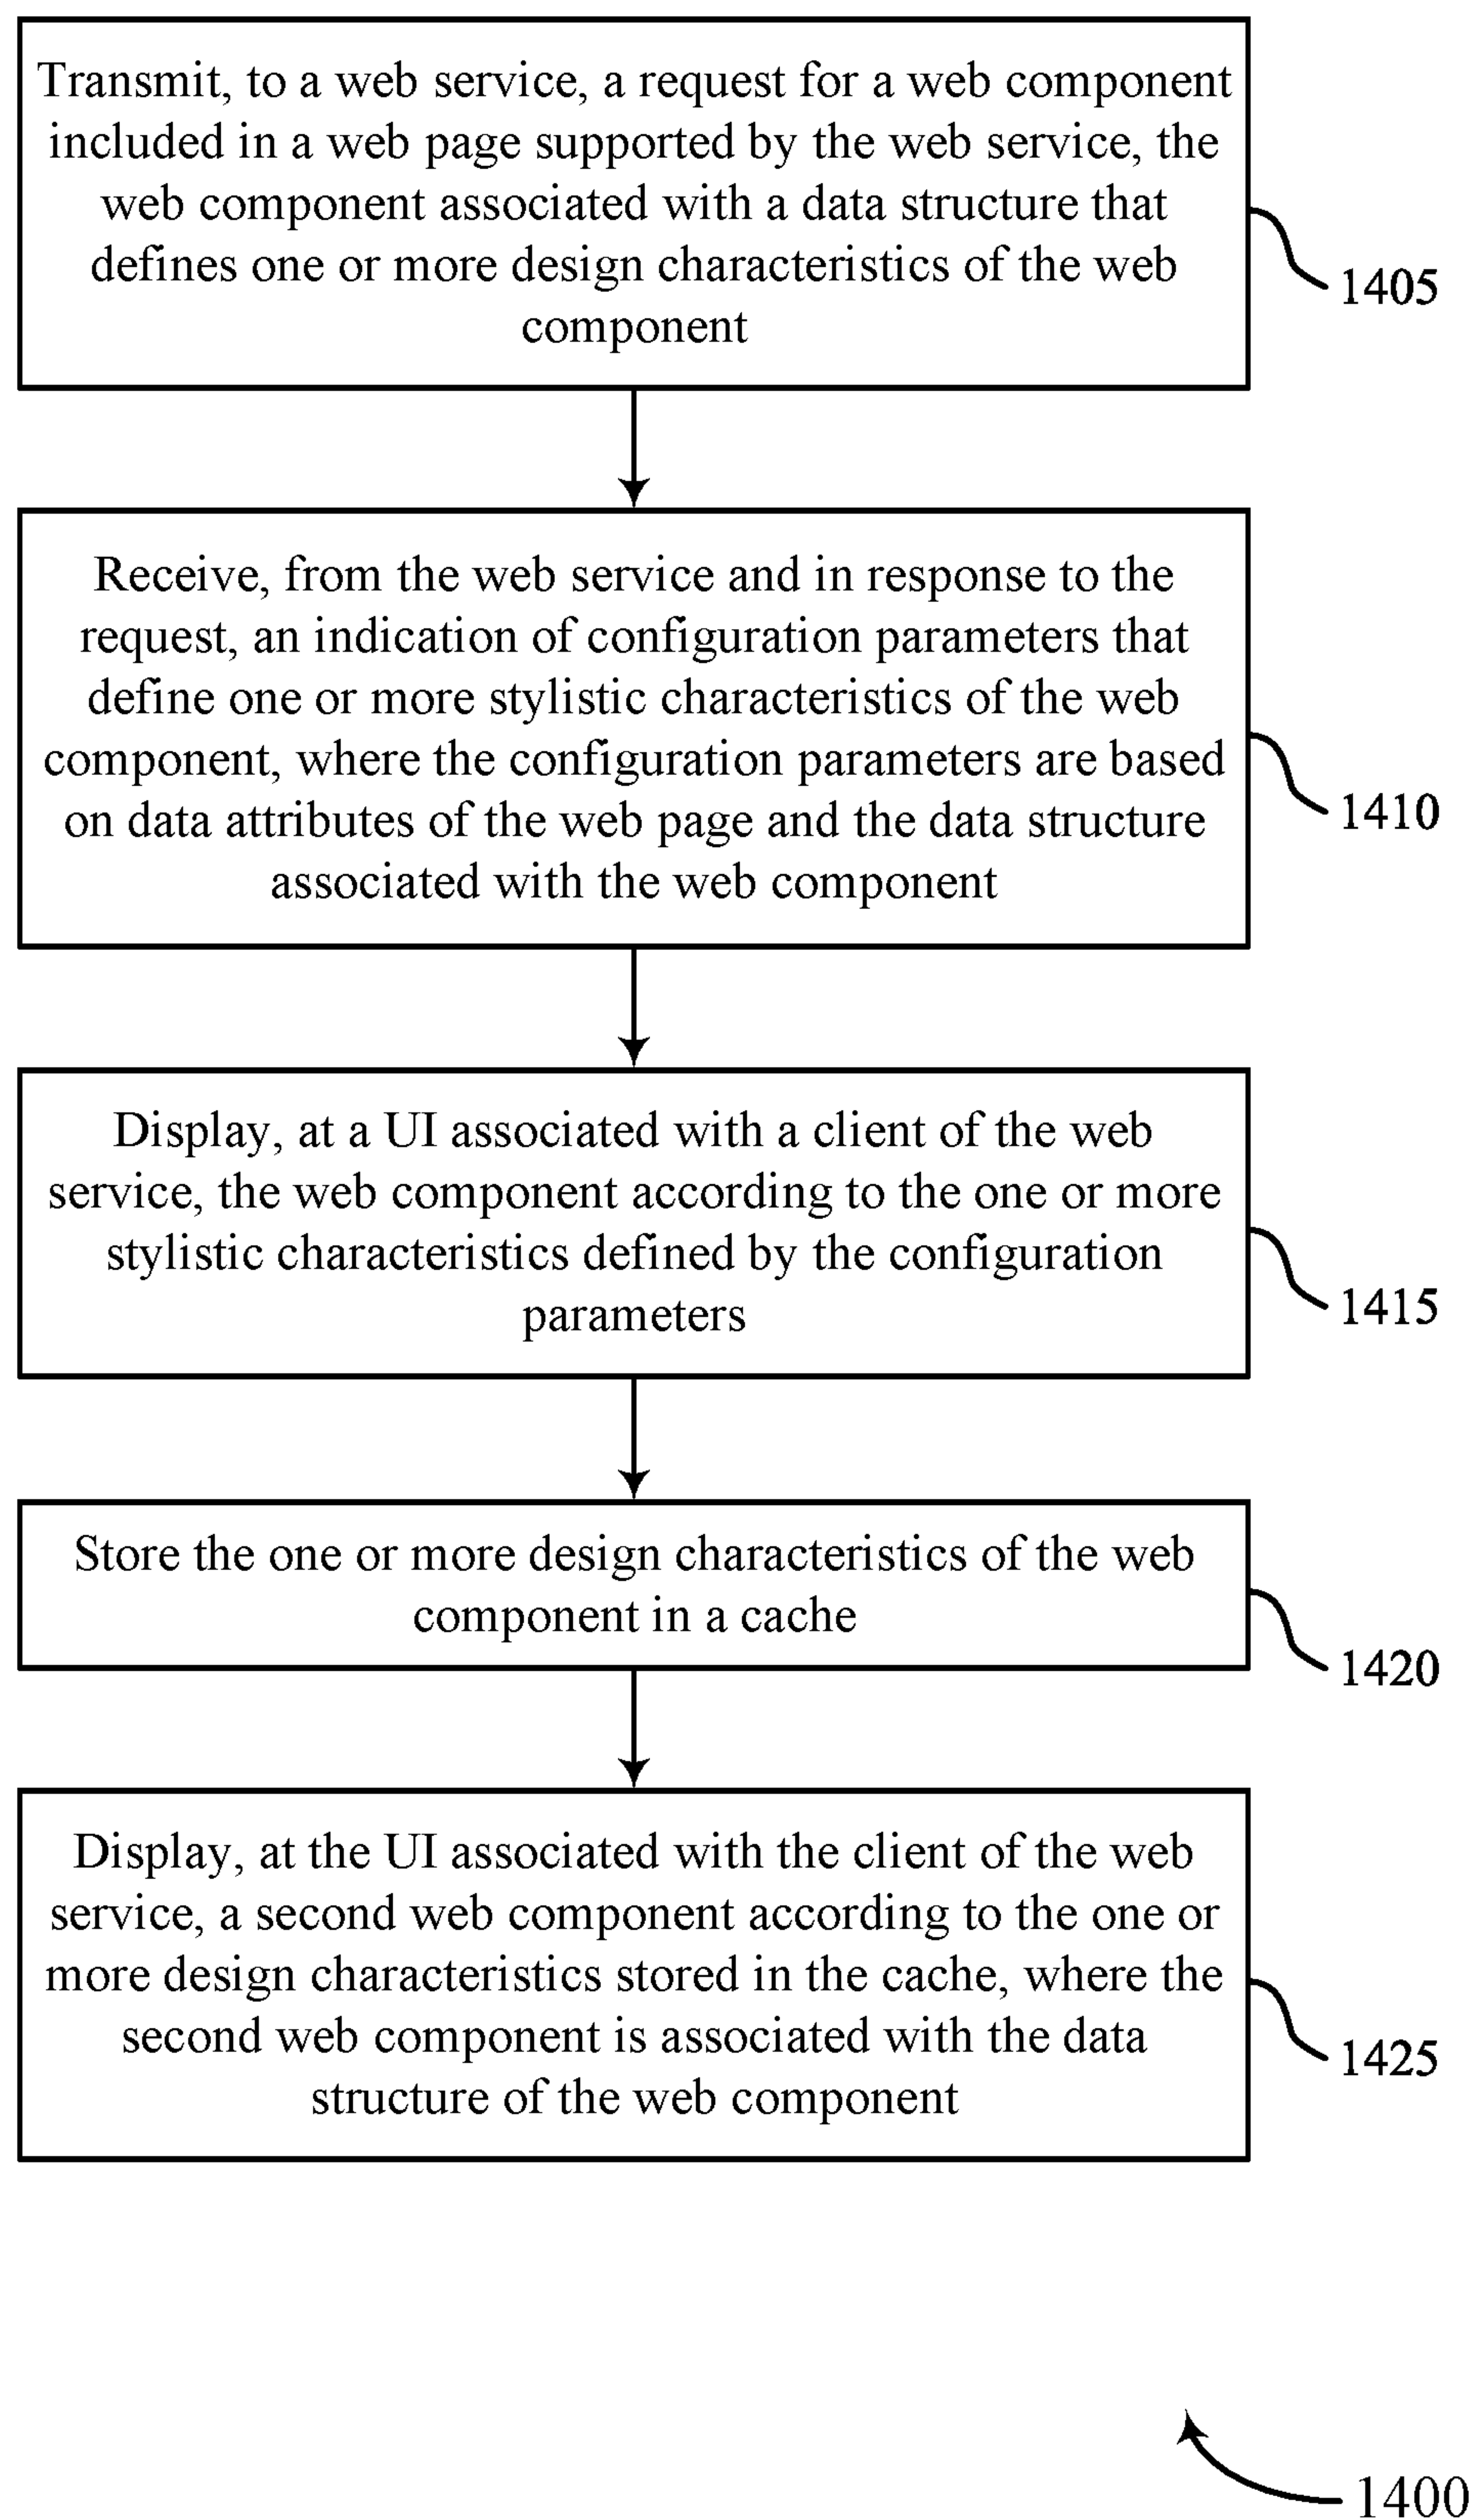 Transmit, to a web service, a request for a web component
included in a web page supported by the web service, the
web component associated with a data structure that
defines one or more design characteristics of the web
component
1405
Receive, from the web service and in response to the
request, an indication of configuration parameters that
define one or more stylistic characteristics of the web
component, where the configuration parameters are based
on data attributes of the web page and the data structure
associated with the web component
1410
Display, at a UI associated with a client of the web
service, the web component according to the one or more
stylistic characteristics defined by the configuration
parameters
1415
Store the one or more design characteristics of the web
component in a cache
1420
Display, at the UI associated with the client of the web
service, a second web component according to the one or
more design characteristics stored in the cache, where the
second web component is associated with the data
structure of the web component
1425
1400